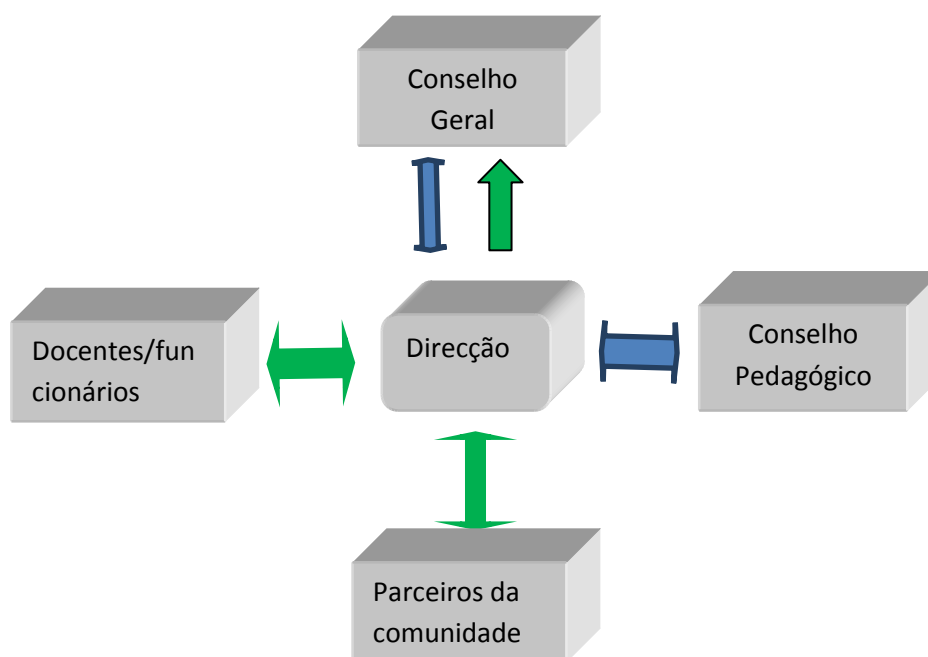 Conselho
Geral
Docentes/fun
cionários
Direcção
Conselho
Pedagógico
Parceiros da
comunidade